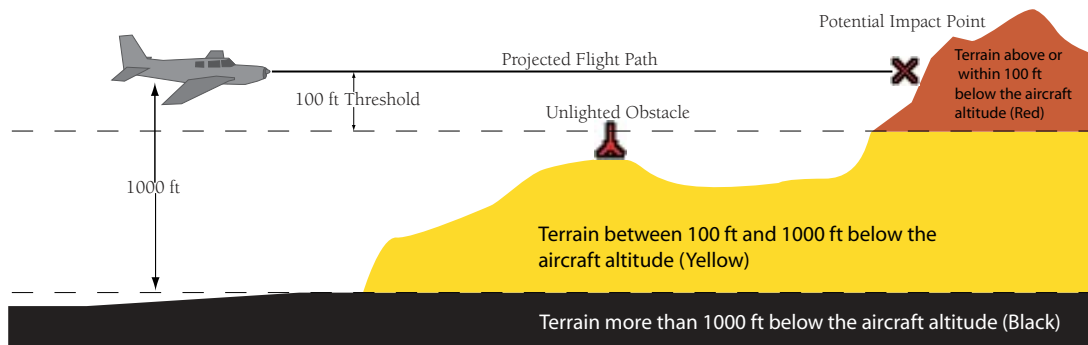 Potential Impact Point
Projected Flight Path
Terrain above or
within 100 ft
below the aircraft
altitude (Red)
100 ft Threshold
Unlighted Obstacle
1000 ft
Terrain between 100 ft and 1000 ft below the
aircraft altitude (Yellow)
Terrain more than 1000 ft below the aircraft altitude (Black)